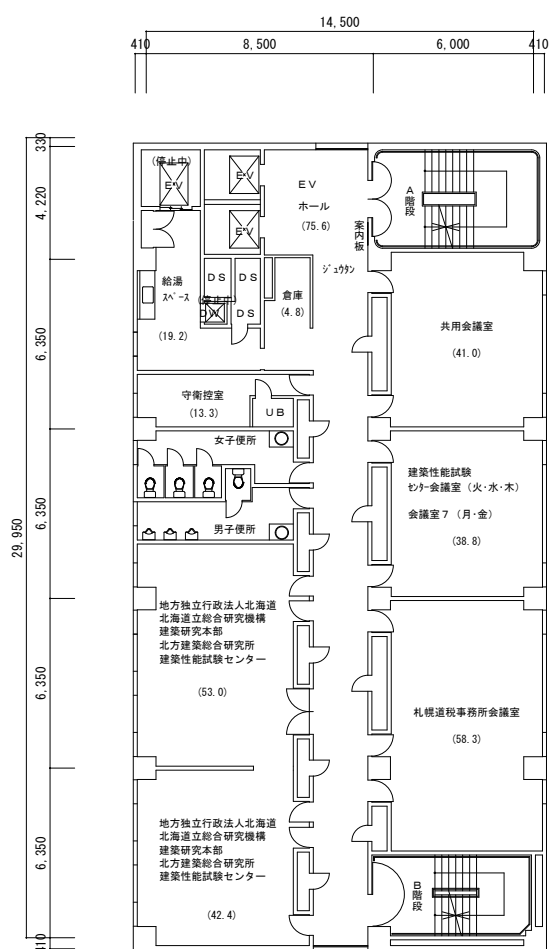 14,500
410
8,500
6,000
410
330
4,220
6,350
6,350
6,350
6,350
410
29,950
(停止中)
EV
EV
EV
EV
ホール
(75.6)
案内板
A階段
ジュウタン
給湯
スペース
(19.2)
DS
DS
(停止中)
DW
DS
倉庫
(4.8)
共用会議室
(41.0)
守衛控室
(13.3)
UB
女子便所
男子便所
建築性能試験
センター会議室(火・水・木)
会議室7(月・金)
(38.8)
地方独立行政法人北海道
北海道立総合研究機構
建築研究本部
北方建築総合研究所
建築性能試験センター
(53.0)
札幌道税事務所会議室
(58.3)
地方独立行政法人北海道
北海道立総合研究機構
建築研究本部
北方建築総合研究所
建築性能試験センター
(42.4)
B階段